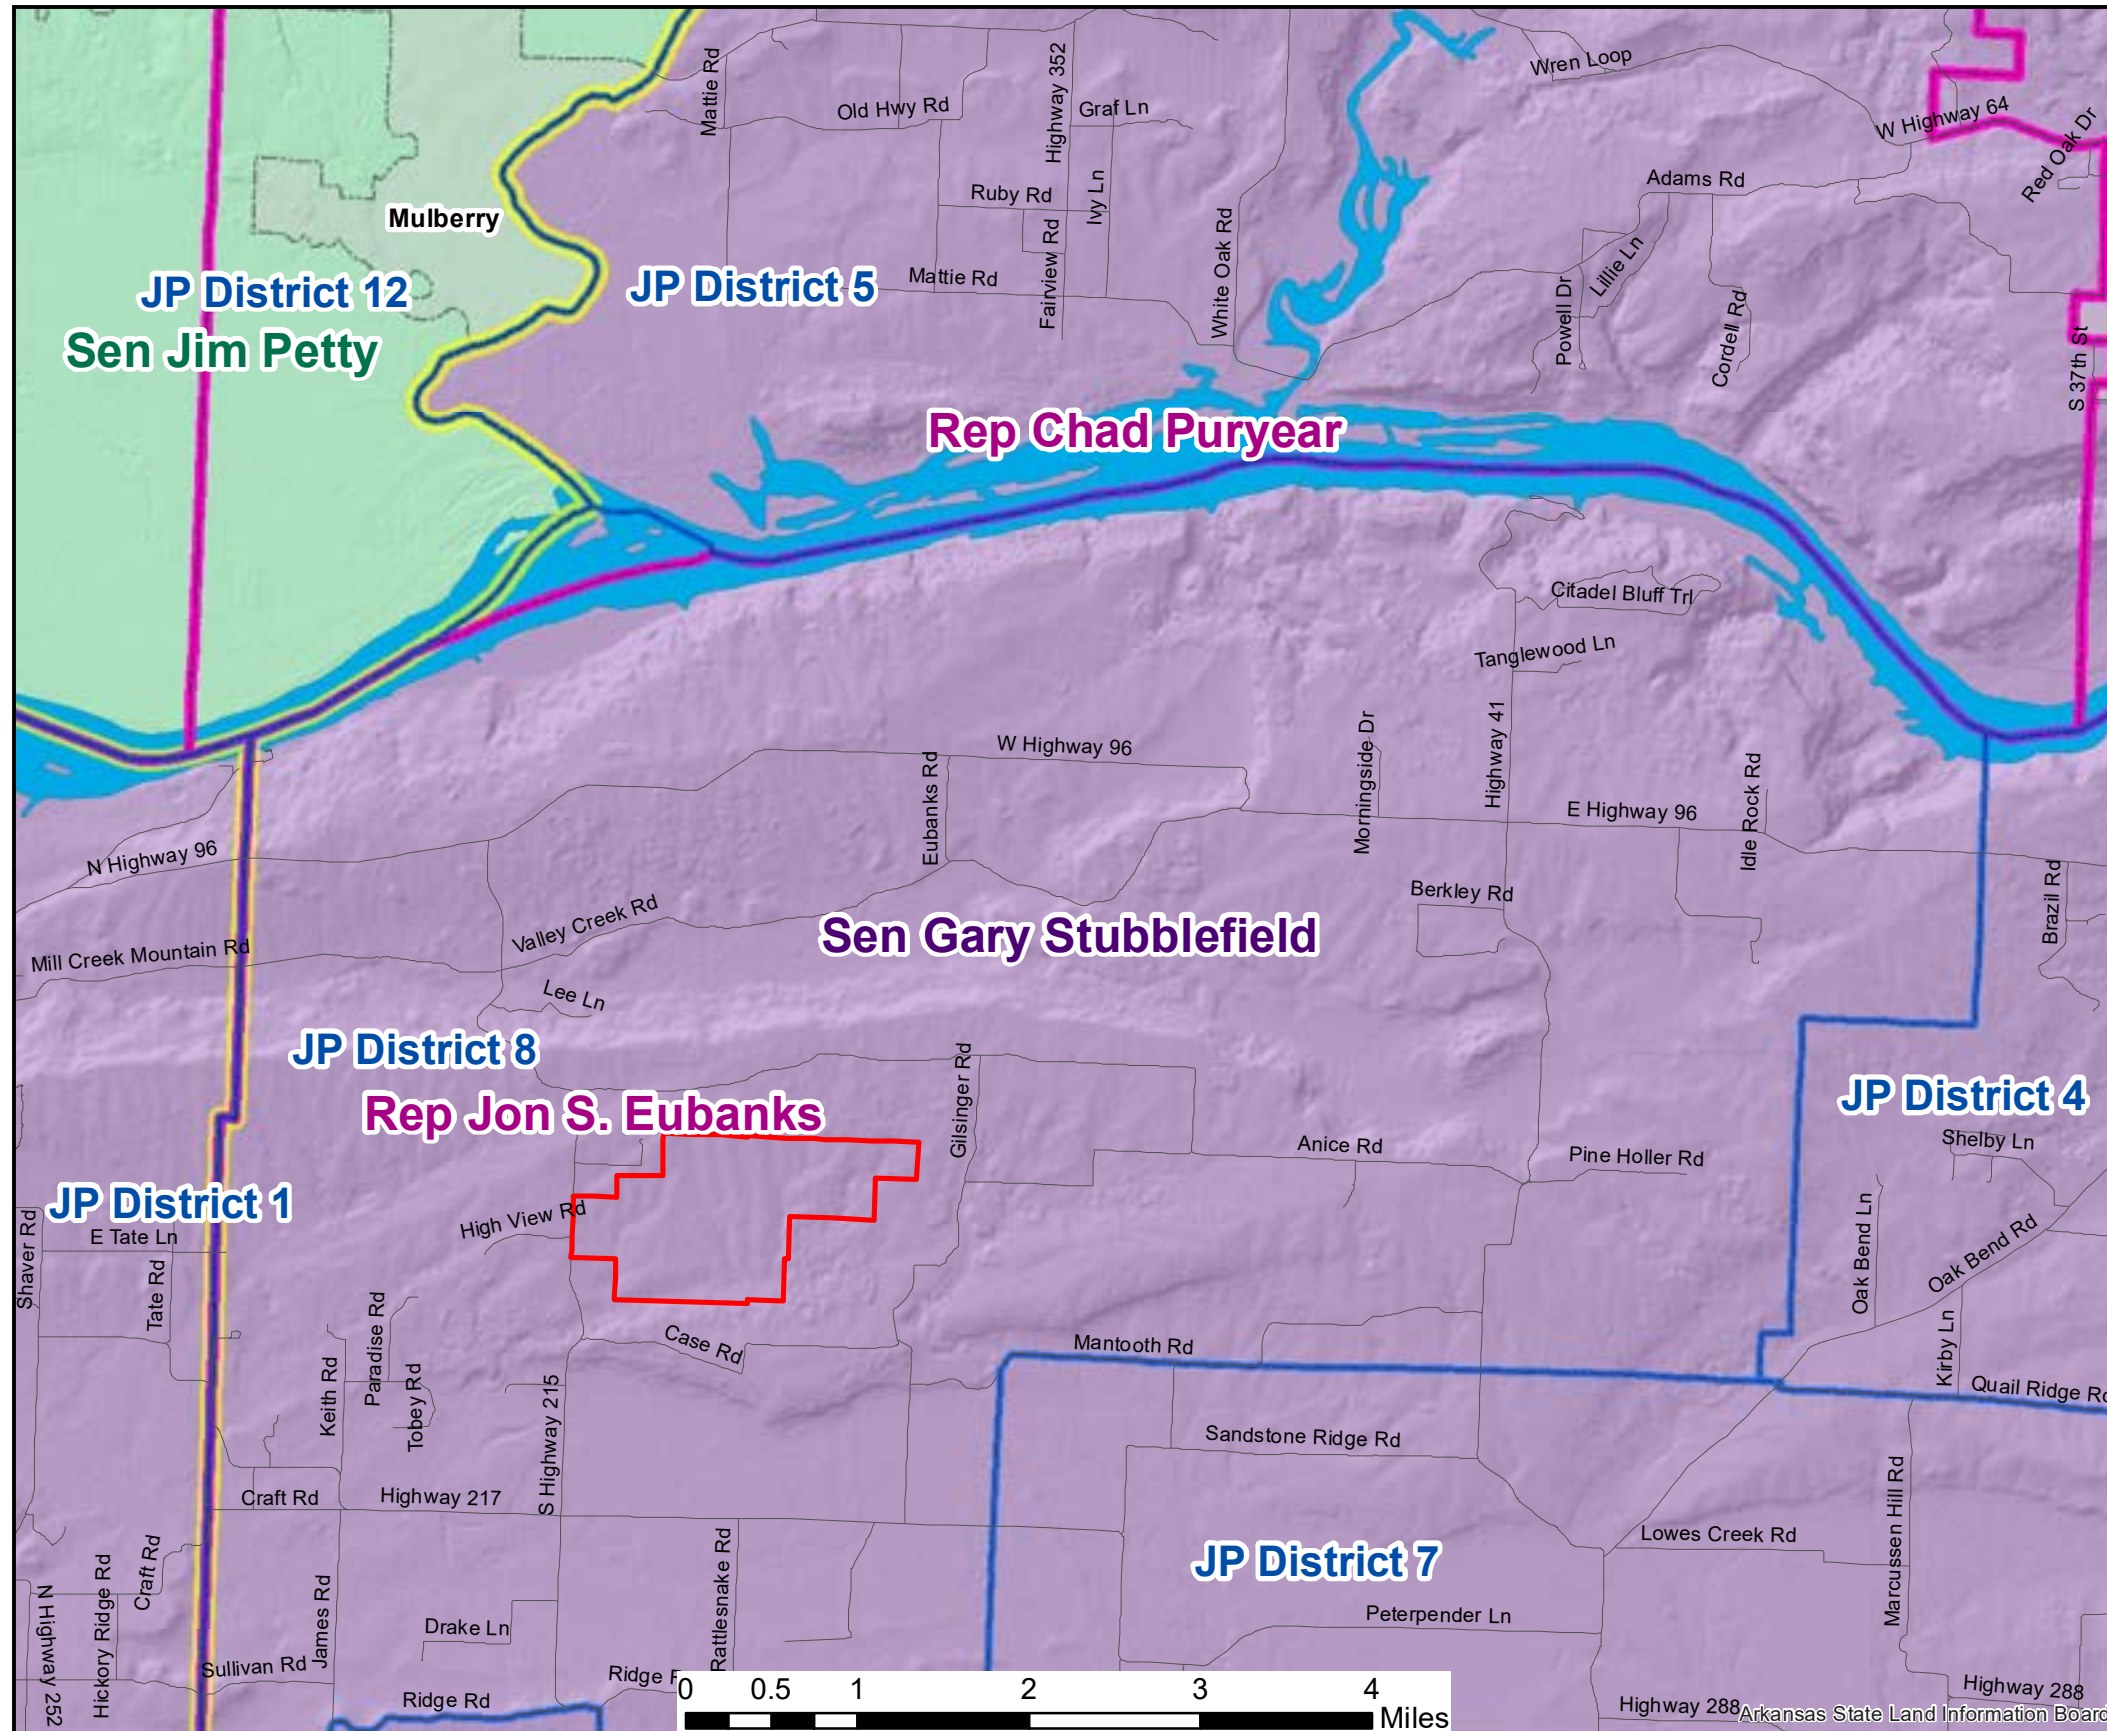 Mattie Rd
Old Hwy Rd
Highway 352
Graf Ln
Wren Loop
W Highway 64
Red Oak Dr
Ruby Rd
Ivy Ln
Adams Rd
Mulberry
Fairview Rd
White Oak Rd
Lillie Ln
JP District 12
JP District 5
Mattie Rd
Powell Dr
Cordell Rd
S 37th St
Sen Jim Petty
Rep Chad Puryear
Citadel Bluff Trl
Tanglewood Ln
W Highway 96
Eubanks Rd
Morningside Dr
Highway 41
E Highway 96
Idle Rock Rd
N Highway 96
Berkley Rd
Brazil Rd
Valley Creek Rd
Sen Gary Stubblefield
Mill Creek Mountain Rd
Lee Ln
JP District 8
Gilsinger Rd
JP District 4
Rep Jon S. Eubanks
Anice Rd
Pine Holler Rd
Shelby Ln
JP District 1
High View Rd
Shaver Rd
E Tate Ln
Tate Rd
Oak Bend Ln
Oak Bend Rd
Paradise Rd
Case Rd
Mantooth Rd
Kirby Ln
Keith Rd
Tobey Rd
Quail Ridge Rd
S Highway 215
Sandstone Ridge Rd
Craft Rd
Highway 217
Marcussen Hill Rd
Lowes Creek Rd
JP District 7
Craft Rd
Rattlesnake Rd
N Highway 252
Hickory Ridge Rd
James Rd
Drake Ln
Peterpender Ln
Sullivan Rd
Ridge Rd
Ridge R
0 0.5 1 2 3 4
Miles
Highway 288
Highway 288
Arkansas State Land Information Board